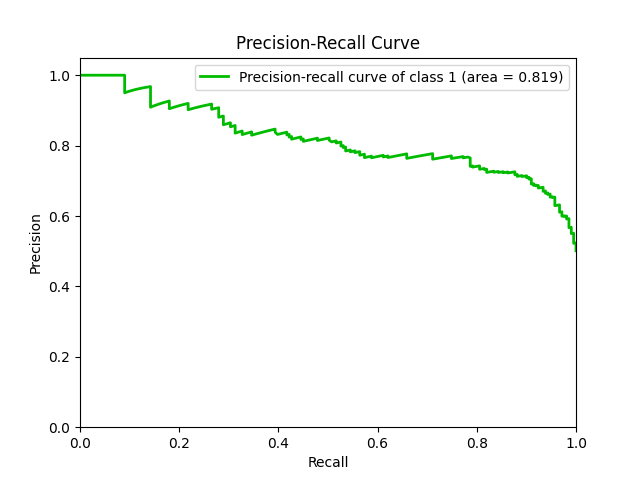 Precision-Recall Curve
Precision-recall curve of class 1 (area = 0.819)
1.0
0.8
0.6
0.4
0.2
0.0
Precision
0.0 0.2 0.4 0.6 0.8 1.0
Recall